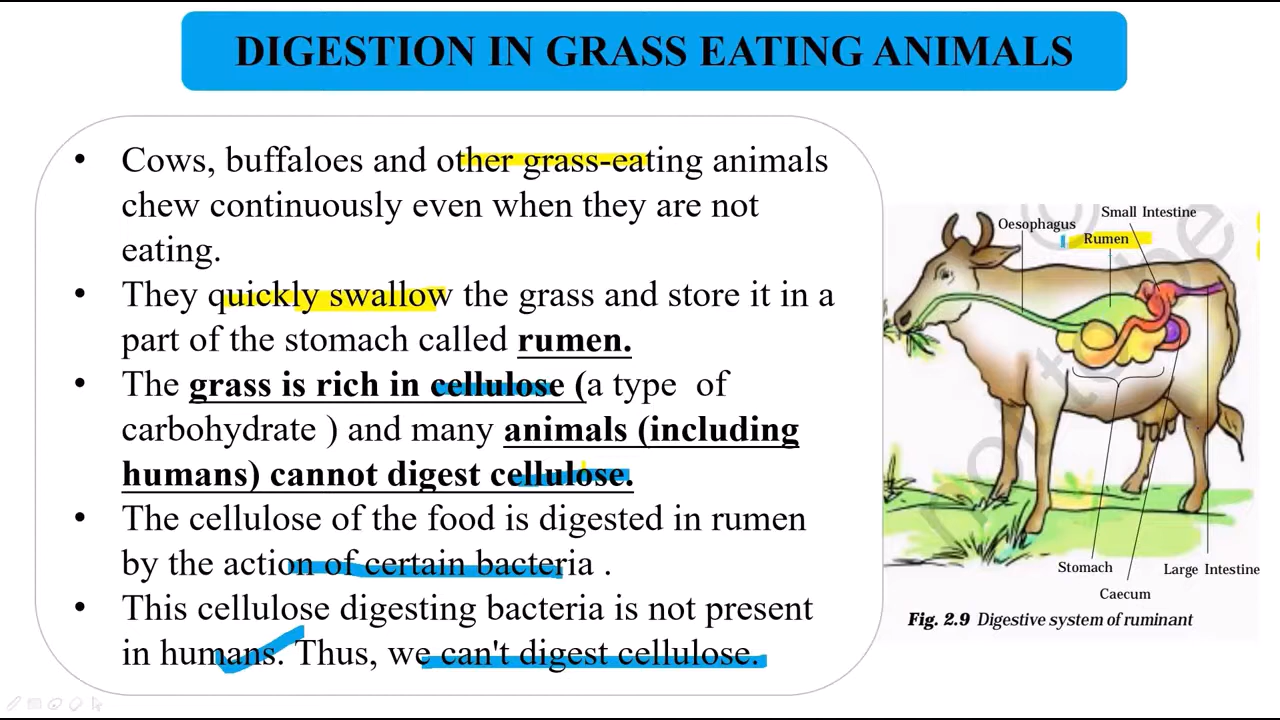 DIGESTION IN GRASS EATING ANIMALS
• Cows, buffaloes and other grass-eating animals
chew continuously even when they are not
eating.
• They quickly swallow the grass and store it in a
part of the stomach called rumen.
• The grass is rich in cellulose (a type of
carbohydrate ) and many animals (including
humans) cannot digest cellulose.
• The cellulose of the food is digested in rumen
by the action of certain bacteria .
• This cellulose digesting bacteria is not present
in humans. Thus, we can't digest cellulose.
Small Intestine
Oesophagus
Rumen
Stomach
Large Intestine
Caecum
Fig. 2.9 Digestive system of ruminant